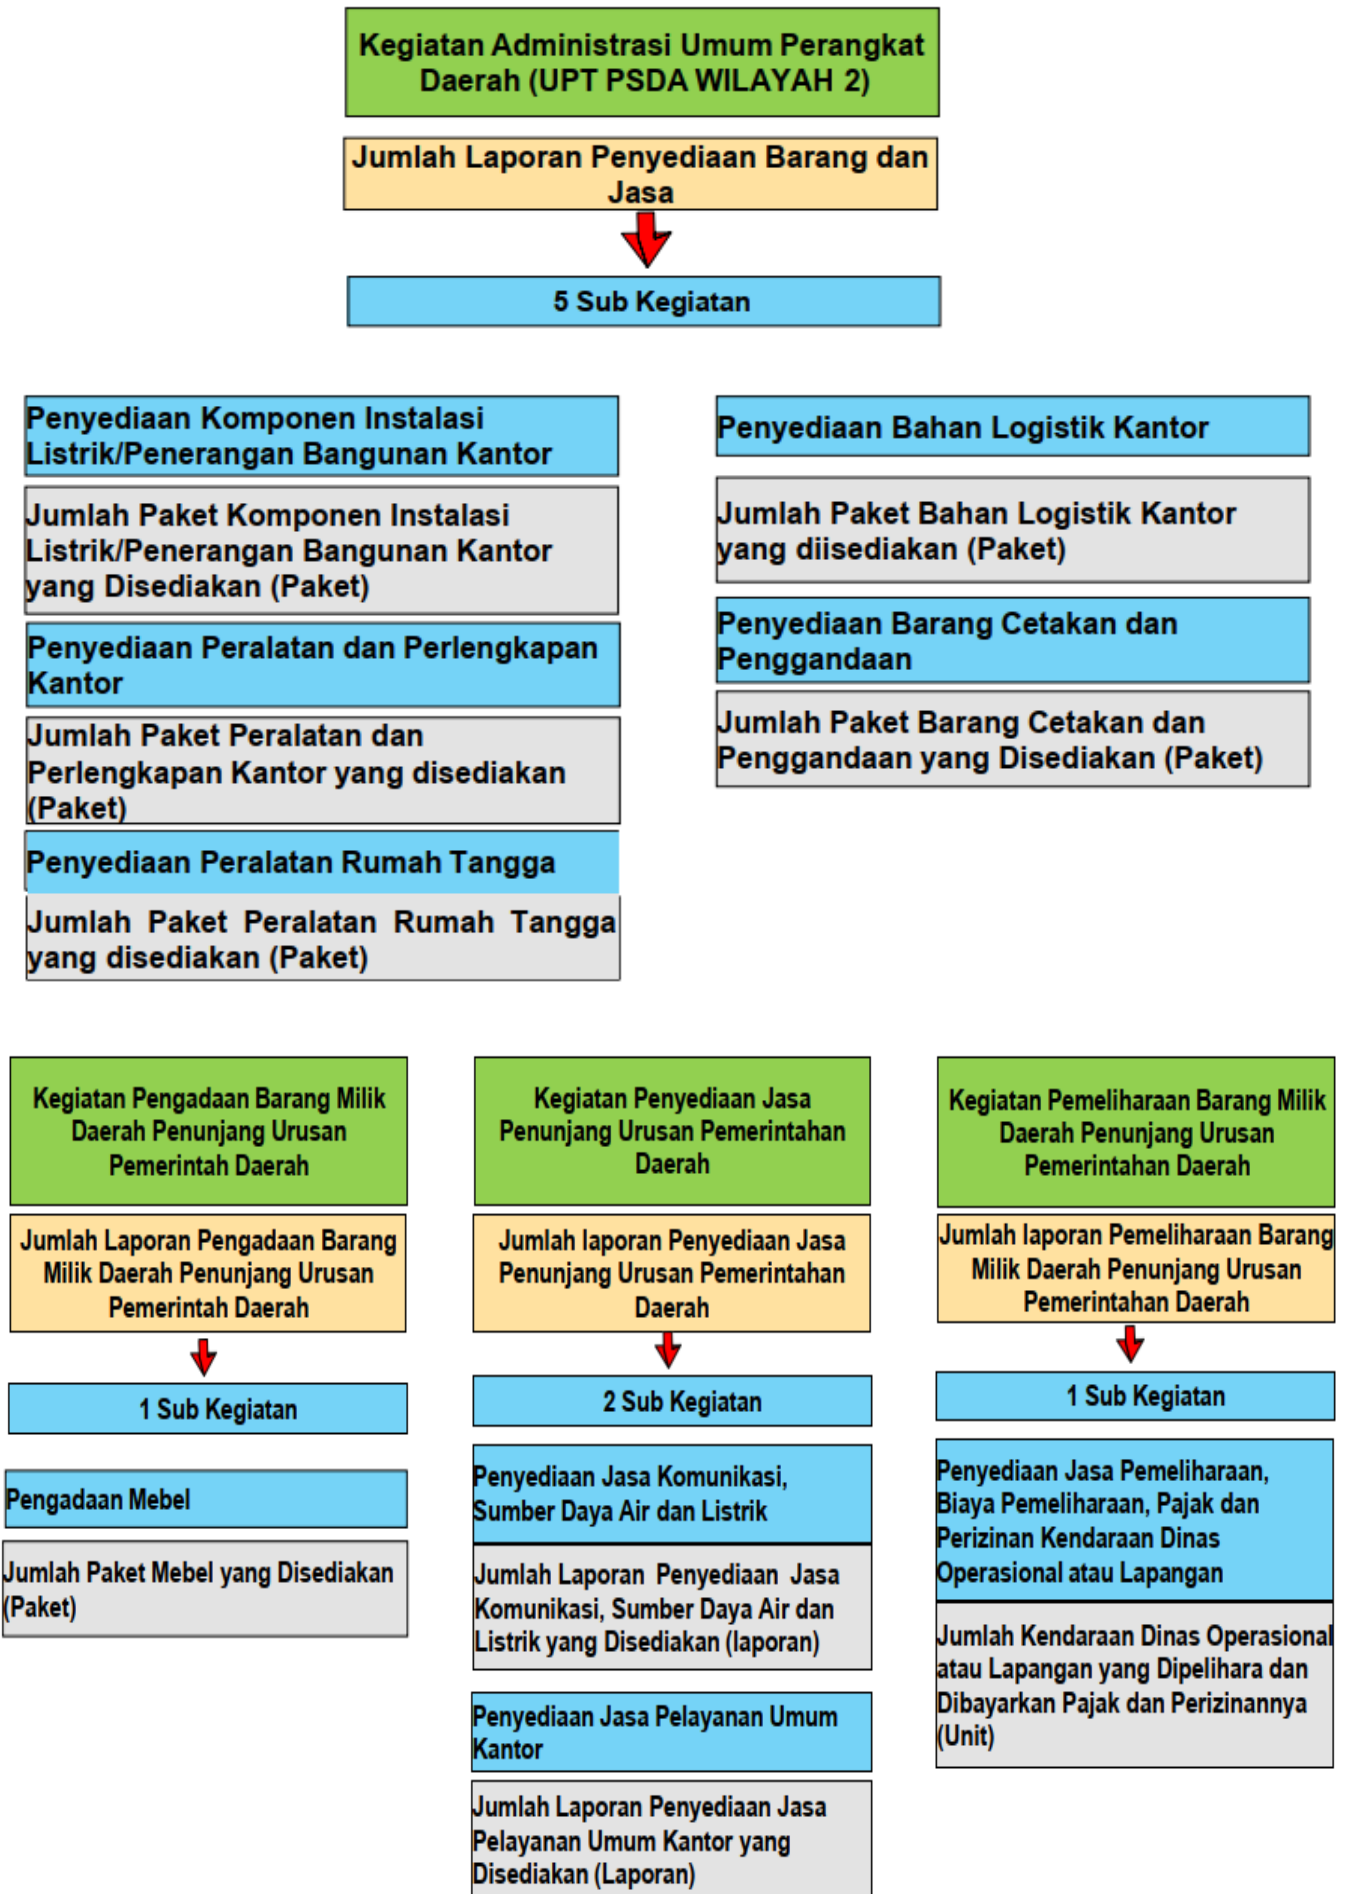 Kegiatan Administrasi Umum Perangkat
Daerah (UPT PSDA WILAYAH 2)
Jumlah Laporan Penyediaan Barang dan
Jasa
5 Sub Kegiatan
Penyediaan Komponen Instalasi
Listrik/Penerangan Bangunan Kantor
Jumlah Paket Komponen Instalasi
Listrik/Penerangan Bangunan Kantor
yang Disediakan (Paket)
Penyediaan Peralatan dan Perlengkapan
Kantor
Jumlah Paket Peralatan dan
Perlengkapan Kantor yang disediakan
(Paket)
Penyediaan Peralatan Rumah Tangga
Jumlah Paket Peralatan Rumah Tangga
yang disediakan (Paket)
Penyediaan Bahan Logistik Kantor
Jumlah Paket Bahan Logistik Kantor
yang diisediakan (Paket)
Penyediaan Barang Cetakan dan
Penggandaan
Jumlah Paket Barang Cetakan dan
Penggandaan yang Disediakan (Paket)
Kegiatan Pengadaan Barang Milik
Daerah Penunjang Urusan
Pemerintah Daerah
Jumlah Laporan Pengadaan Barang
Milik Daerah Penunjang Urusan
Pemerintah Daerah
1 Sub Kegiatan
Pengadaan Mebel
Jumlah Paket Mebel yang Disediakan
(Paket)
Kegiatan Penyediaan Jasa
Penunjang Urusan Pemerintahan
Daerah
Jumlah laporan Penyediaan Jasa
Penunjang Urusan Pemerintahan
Daerah
2 Sub Kegiatan
Penyediaan Jasa Komunikasi,
Sumber Daya Air dan Listrik
Jumlah Laporan Penyediaan Jasa
Komunikasi, Sumber Daya Air dan
Listrik yang Disediakan (laporan)
Penyediaan Jasa Pelayanan Umum
Kantor
Jumlah Laporan Penyediaan Jasa
Pelayanan Umum Kantor yang
Disediakan (Laporan)
Kegiatan Pemeliharaan Barang Milik
Daerah Penunjang Urusan
Pemerintahan Daerah
Jumlah laporan Pemeliharaan Barang
Milik Daerah Penunjang Urusan
Pemerintahan Daerah
1 Sub Kegiatan
Penyediaan Jasa Pemeliharaan,
Biaya Pemeliharaan, Pajak dan
Perizinan Kendaraan Dinas
Operasional atau Lapangan
Jumlah Kendaraan Dinas Operasional
atau Lapangan yang Dipelihara dan
Dibayarkan Pajak dan Perizinannya
(Unit)